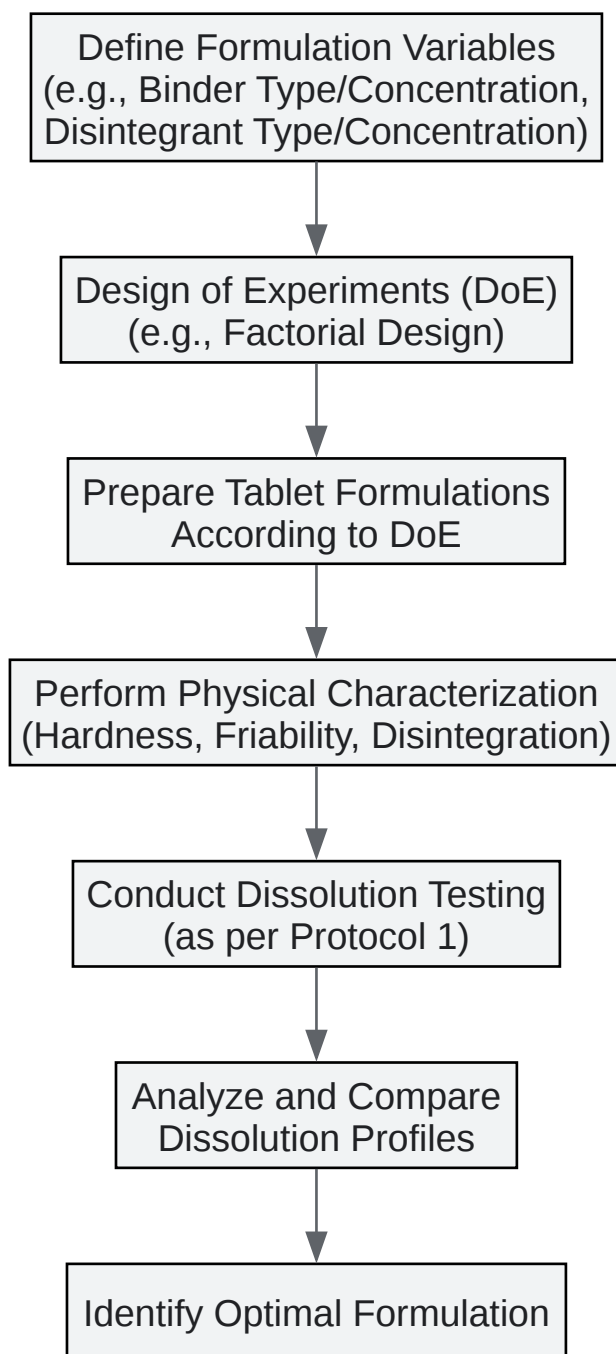 Define Formulation Variables
(e.g., Binder Type/Concentration,
Disintegrant Type/Concentration)
Design of Experiments (DoE)
(e.g., Factorial Design)
Prepare Tablet Formulations
According to DoE
Perform Physical Characterization
(Hardness, Friability, Disintegration)
Conduct Dissolution Testing
(as per Protocol 1)
Analyze and Compare
Dissolution Profiles
Identify Optimal Formulation